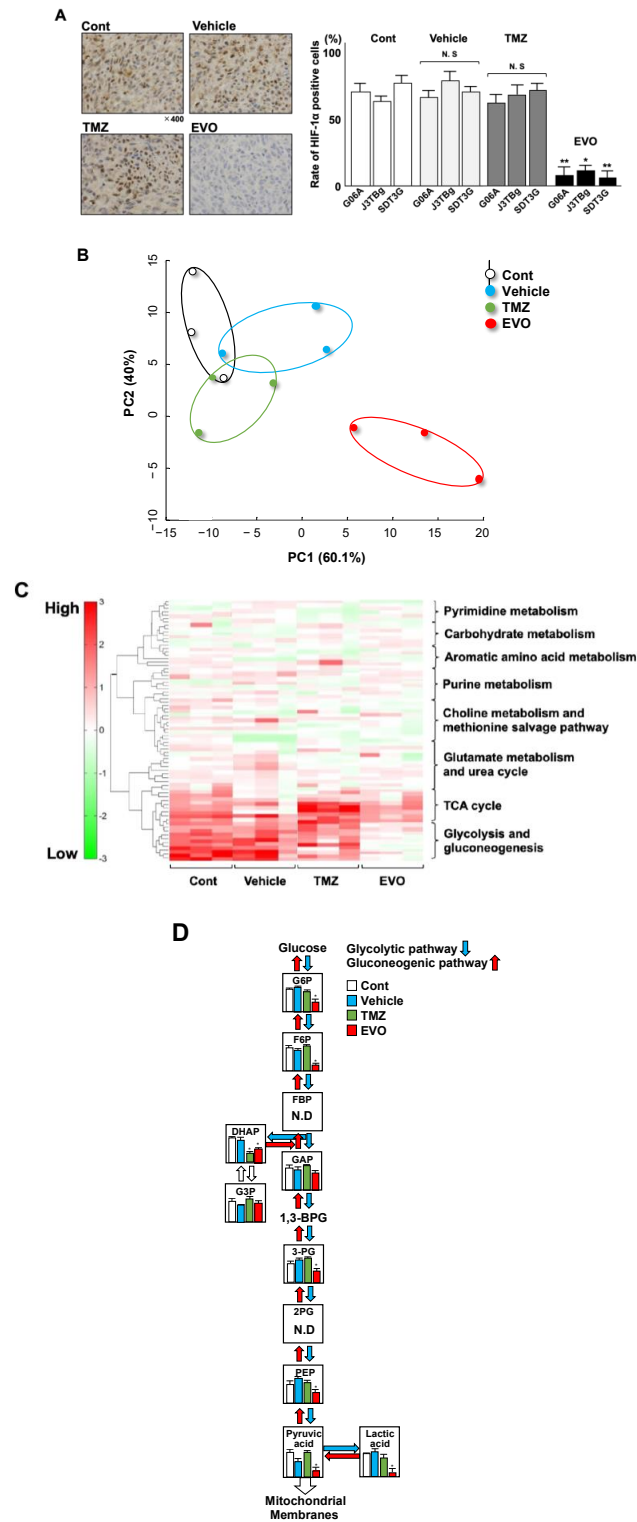 A
Cont
Vehicle
×400
TMZ
EVO
(%)
Cont
Vehicle
TMZ
100
N. S
N. S
Rate of HIF-1α positive cells
50
EVO
**
*
**
0
G06A
J3TBg
SDT3G
G06A
J3TBg
SDT3G
G06A
J3TBg
SDT3G
G06A
J3TBg
SDT3G
B
15
10
5
0
−5
−10
PC2 (40%)
Cont
Vehicle
TMZ
EVO
−15
−10
−5
0
5
10
15
20
PC1 (60.1%)
C
High
Low
3
2
1
0
-1
-2
-3
Pyrimidine metabolism
Carbohydrate metabolism
Aromatic amino acid metabolism
Purine metabolism
Choline metabolism and
methionine salvage pathway
Glutamate metabolism
and urea cycle
TCA cycle
Glycolysis and
gluconeogenesis
Cont
Vehicle
TMZ
EVO
D
Glucose
Glycolytic pathway
Gluconeogenic pathway
Cont
Vehicle
TMZ
EVO
G6P
*
F6P
*
FBP
N.D
DHAP
*
*
GAP
G3P
1,3-BPG
3-PG
*
2PG
N.D
PEP
*
Pyruvic
acid
*
Lactic
acid
*
Mitochondrial
Membranes